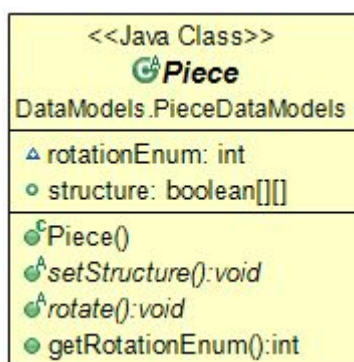 <<Java Class>>
Piece
DataModels.PieceDataModels
rotationEnum: int
structure: boolean[][]
Piece()
setStructure():void
rotate():void
getRotationEnum():int